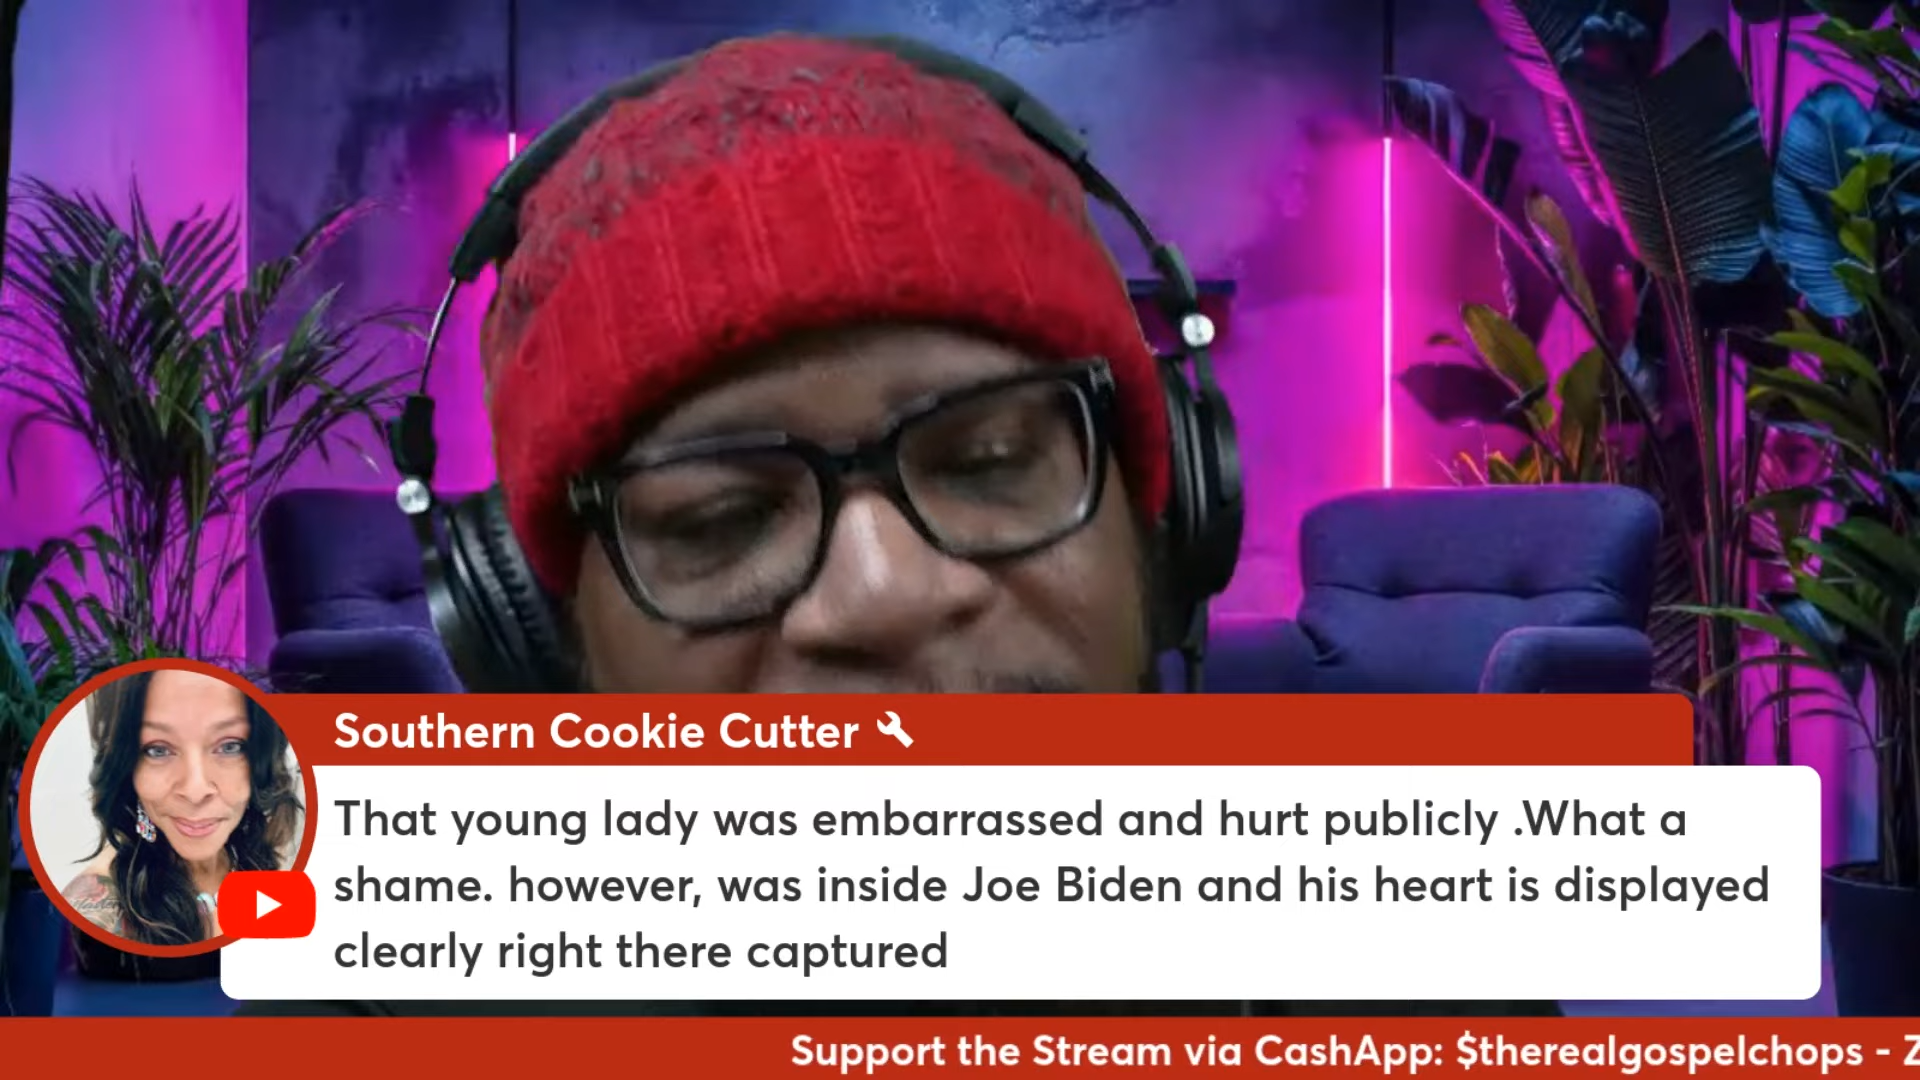 Southern Cookie Cutter
That young lady was embarrassed and hurt publicly .What a
shame. however, was inside Joe Biden and his heart is displayed
clearly right there captured
Support the Stream via CashApp: $therealgospelchops - Z